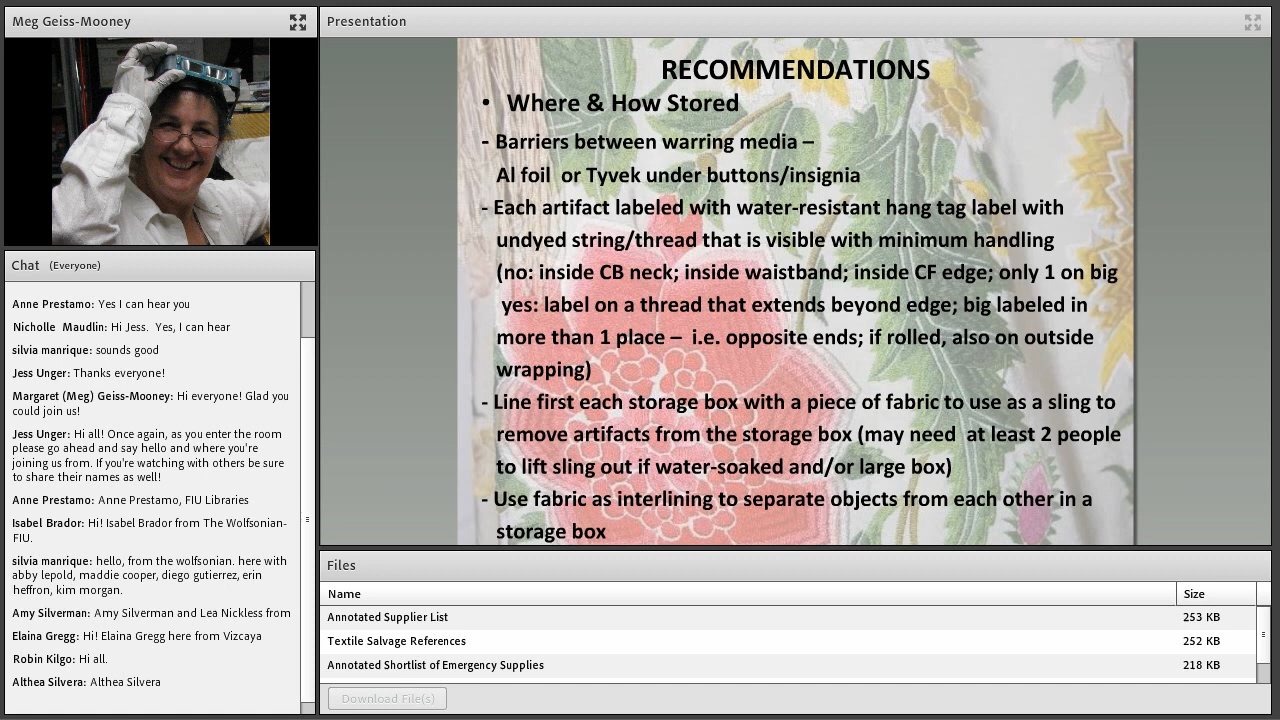 Meg Geiss-Mooney
Chat (Everyone)
Anne Prestamo: Yes I can hear you
Nicholle Maudlin: Hi Jess. Yes, I can hear
silvia manrique: sounds good
Jess Unger: Thanks everyone!
Margaret (Meg) Geiss-Mooney: Hi everyone! Glad you
could join us!
Jess Unger: Hi all! Once again, as you enter the room
please go ahead and say hello and where you're
joining us from. If you're watching with others be sure
to share their names as well!
Anne Prestamo: Anne Prestamo, FIU Libraries
Isabel Brador: Hi! Isabel Brador from The Wolfsonian-
FIU.
silvia manrique: hello, from the wolfsonian. here with
abby lepold, maddie cooper, diego gutierrez, erin
heffron, kim morgan.
Amy Silverman: Amy Silverman and Lea Nickless from
Elaina Gregg: Hi! Elaina Gregg here from Vizcaya
Robin Kilgo: Hi all.
Althea Silvera: Althea Silvera
Presentation
RECOMMENDATIONS
• Where & How Stored
- Barriers between warring media –
Al foil or Tyvek under buttons/insignia
- Each artifact labeled with water-resistant hang tag label with
undyed string/thread that is visible with minimum handling
(no: inside CB neck; inside waistband; inside CF edge; only 1 on big
yes: label on a thread that extends beyond edge; big labeled in
more than 1 place – i.e. opposite ends; if rolled, also on outside
wrapping)
- Line first each storage box with a piece of fabric to use as a sling to
remove artifacts from the storage box (may need at least 2 people
to lift sling out if water-soaked and/or large box)
- Use fabric as interlining to separate objects from each other in a
storage box
Files
Name Size
Annotated Supplier List 253 KB
Textile Salvage References 252 KB
Annotated Shortlist of Emergency Supplies 218 KB
Download File(s)